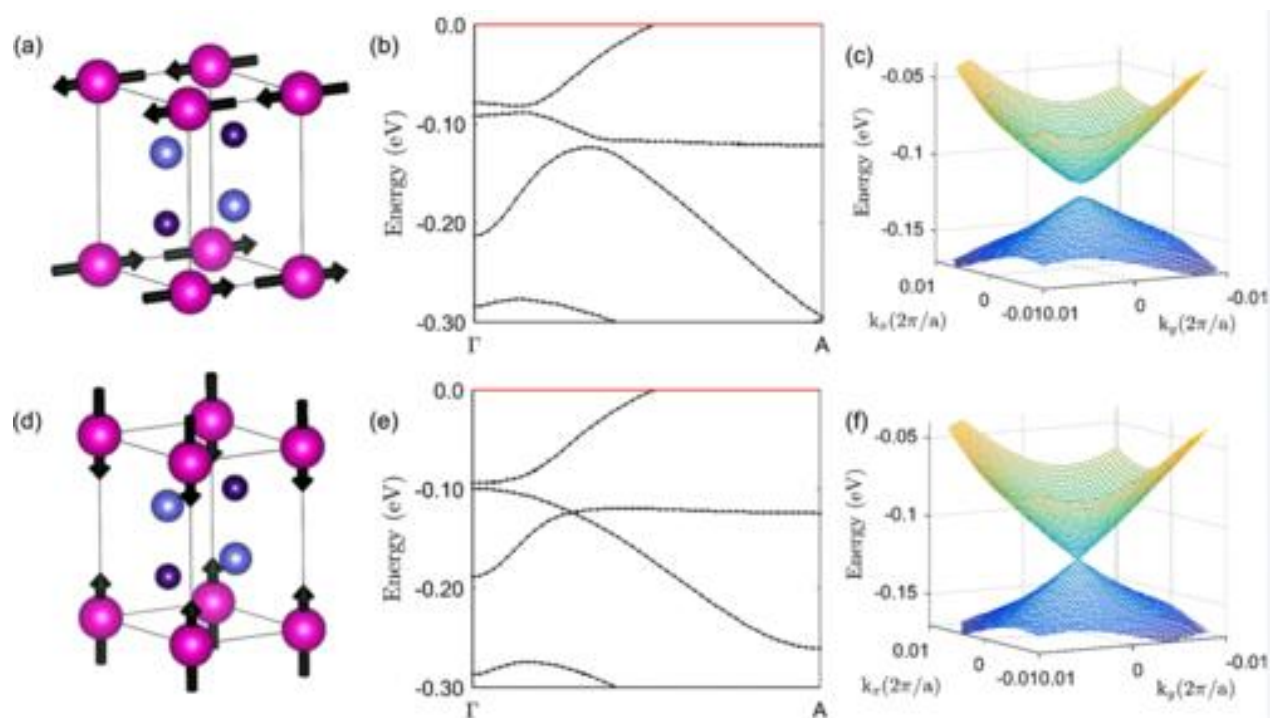 (a)
(b)
0.0
-0.10
-0.20
-0.30
Energy (eV)
Γ
A
(c)
-0.05
-0.1
-0.15
Energy (eV)
0.01
0
-0.010.01
0
-0.01
kₓ(2π/a)
k_y(2π/a)
(d)
(e)
0.0
-0.10
-0.20
-0.30
Energy (eV)
Γ
A
(f)
-0.05
-0.1
-0.15
Energy (eV)
0.01
0
-0.010.01
0
-0.01
kₓ(2π/a)
k_y(2π/a)